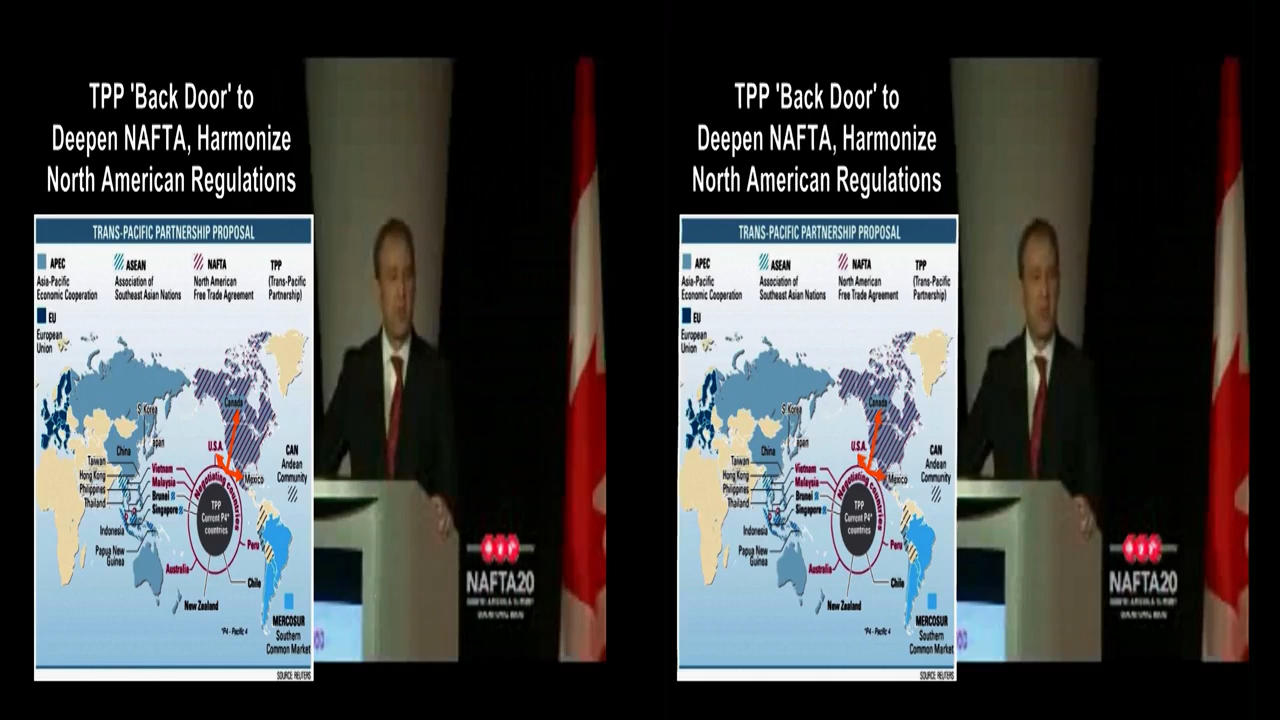 TPP 'Back Door' to
Deepen NAFTA, Harmonize
North American Regulations
TRANS-PACIFIC PARTNERSHIP PROPOSAL
APEC
Asia-Pacific
Economic Cooperation
ASEAN
Association of
Southeast Asian Nations
NAFTA
North American
Free Trade Agreement
TPP
(Trans-Pacific
Partnership)
EU
European
Union
Canada
S. Korea
Japan
China
U.S.A.
Taiwan
Hong Kong
Philippines
Thailand
Vietnam
Malaysia
Brunei
Singapore
Mexico
CAN
Andean
Community
Negotiating countries
TPP
Current P4*
countries
Indonesia
Papua New
Guinea
Australia
Peru
Chile
New Zealand
*P4 - Pacific 4
MERCOSUR
Southern
Common Market
SOURCE: REUTERS
NAFTA20
TPP 'Back Door' to
Deepen NAFTA, Harmonize
North American Regulations
TRANS-PACIFIC PARTNERSHIP PROPOSAL
APEC
Asia-Pacific
Economic Cooperation
ASEAN
Association of
Southeast Asian Nations
NAFTA
North American
Free Trade Agreement
TPP
(Trans-Pacific
Partnership)
EU
European
Union
Canada
S. Korea
Japan
China
U.S.A.
Taiwan
Hong Kong
Philippines
Thailand
Vietnam
Malaysia
Brunei
Singapore
Mexico
CAN
Andean
Community
Negotiating countries
TPP
Current P4*
countries
Indonesia
Papua New
Guinea
Australia
Peru
Chile
New Zealand
*P4 - Pacific 4
MERCOSUR
Southern
Common Market
SOURCE: REUTERS
NAFTA20